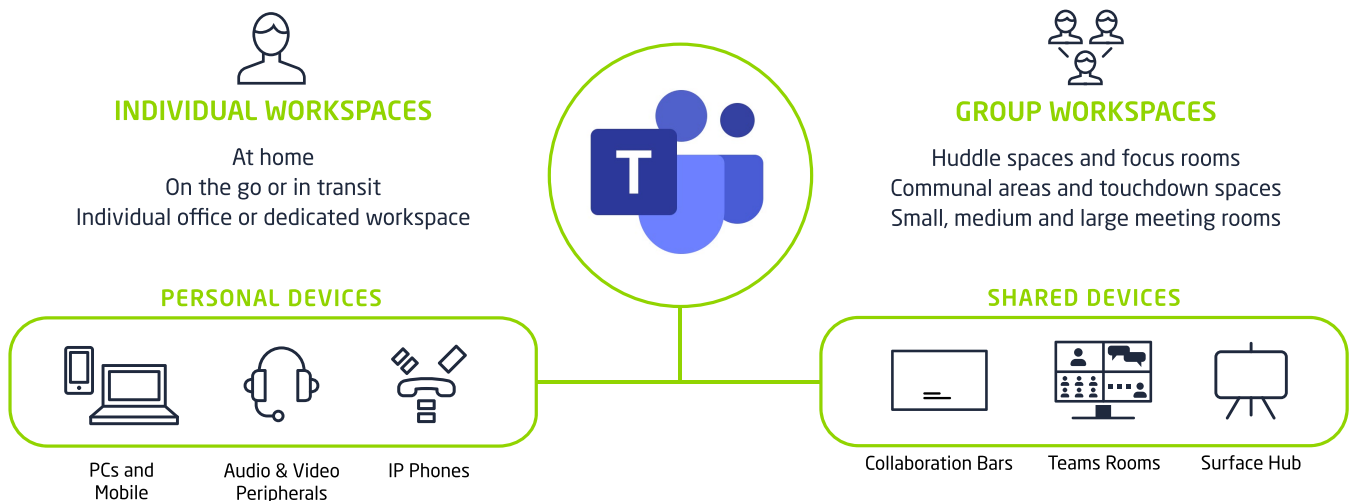 INDIVIDUAL WORKSPACES
At home
On the go or in transit
Individual office or dedicated workspace
T
GROUP WORKSPACES
Huddle spaces and focus rooms
Communal areas and touchdown spaces
Small, medium and large meeting rooms
PERSONAL DEVICES
PCs and
Mobile
Audio & Video
Peripherals
IP Phones
SHARED DEVICES
Collaboration Bars
Teams Rooms
Surface Hub